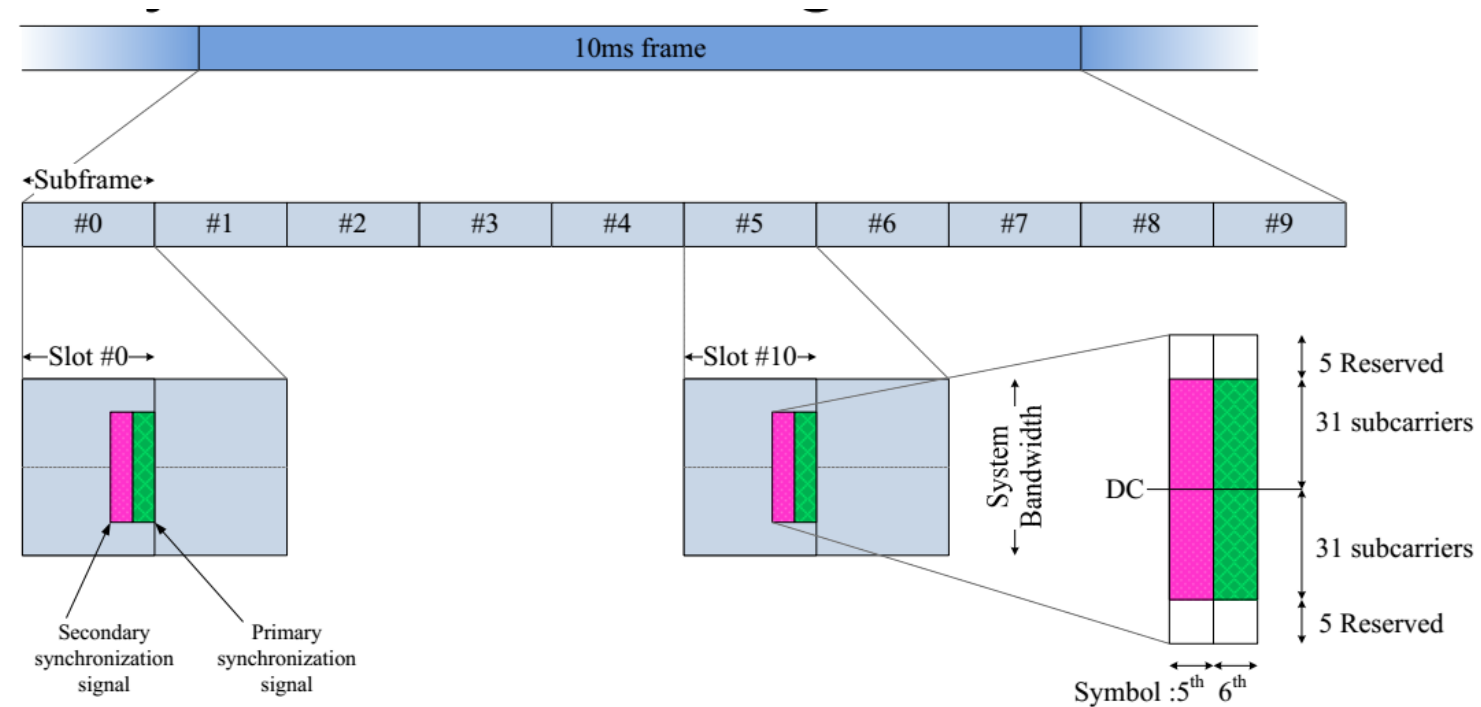 10ms frame
Subframe
#0 #1 #2 #3 #4 #5 #6 #7 #8 #9
Slot #0
Slot #10
System
Bandwidth
5 Reserved
31 subcarriers
DC
31 subcarriers
5 Reserved
Symbol :5th 6th
Secondary
synchronization
signal
Primary
synchronization
signal